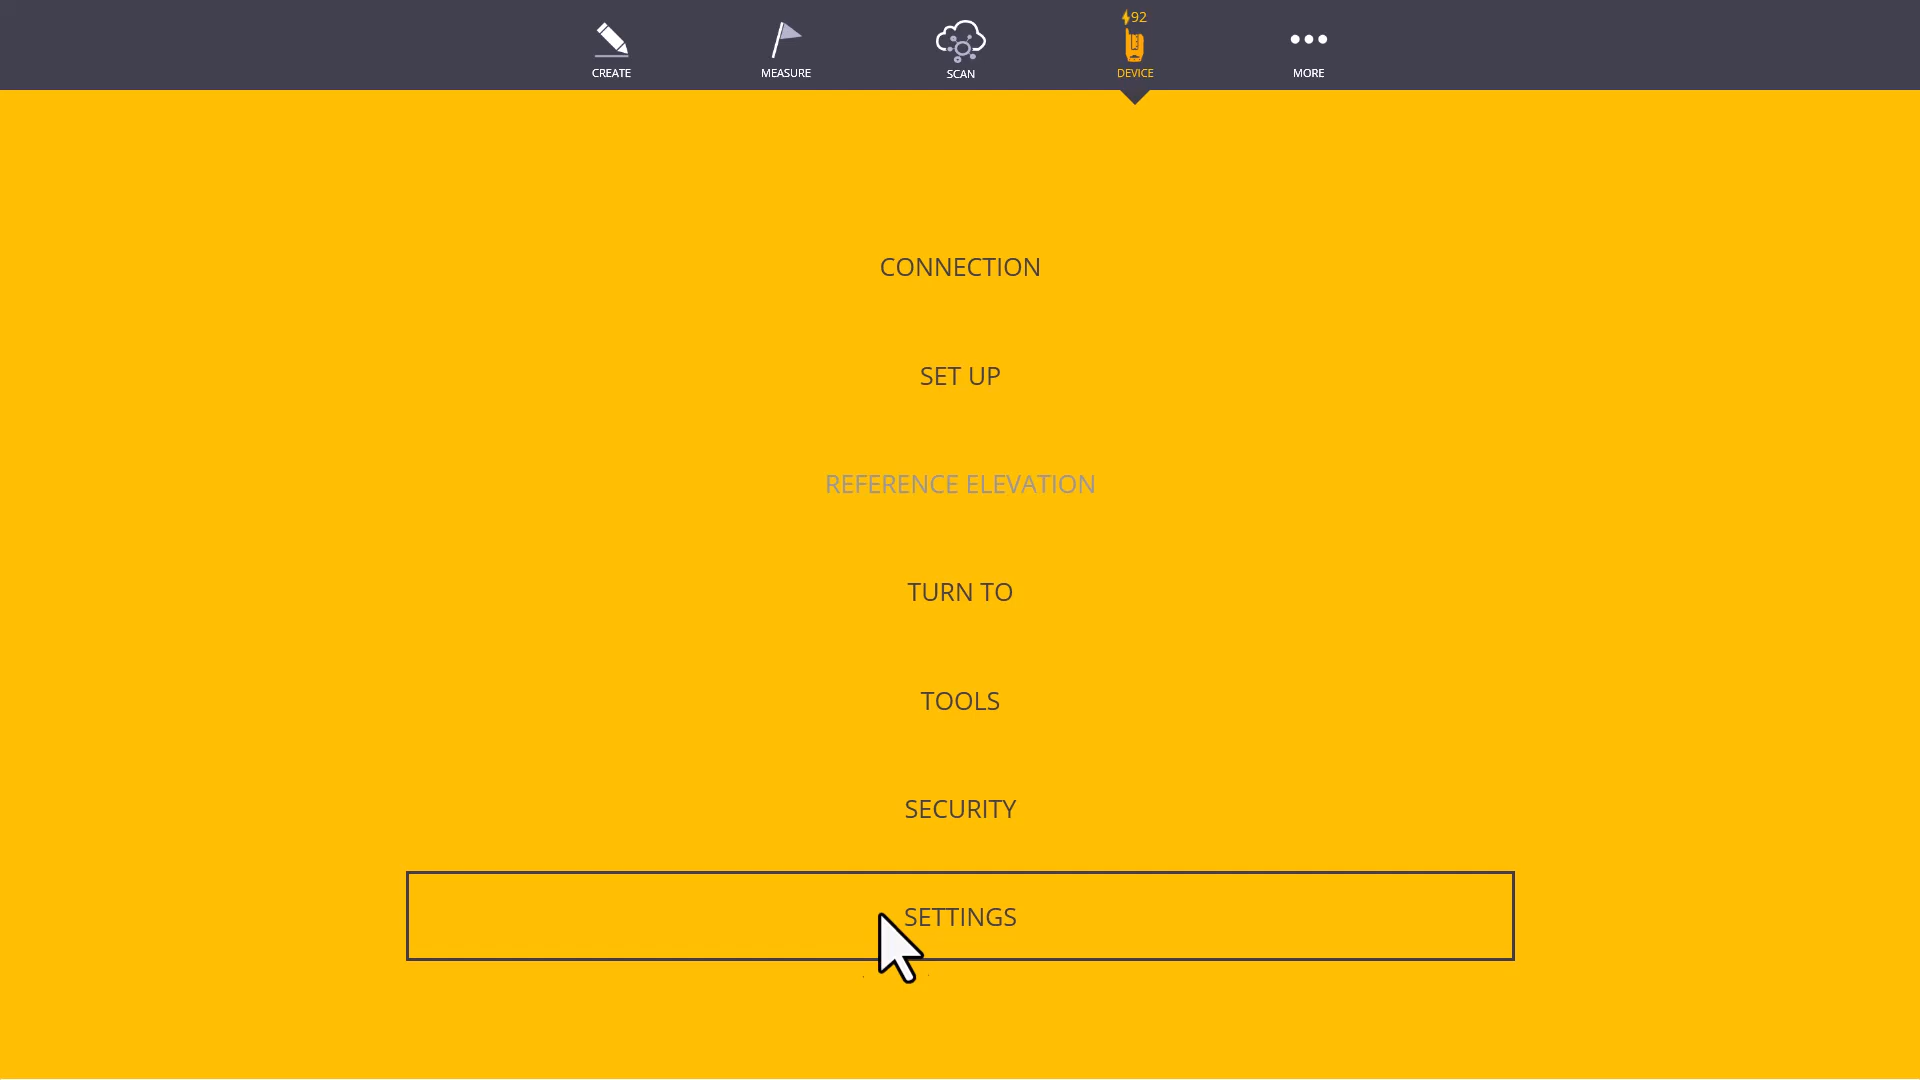 92
CREATE
MEASURE
SCAN
DEVICE
MORE
CONNECTION
SET UP
REFERENCE ELEVATION
TURN TO
TOOLS
SECURITY
SETTINGS